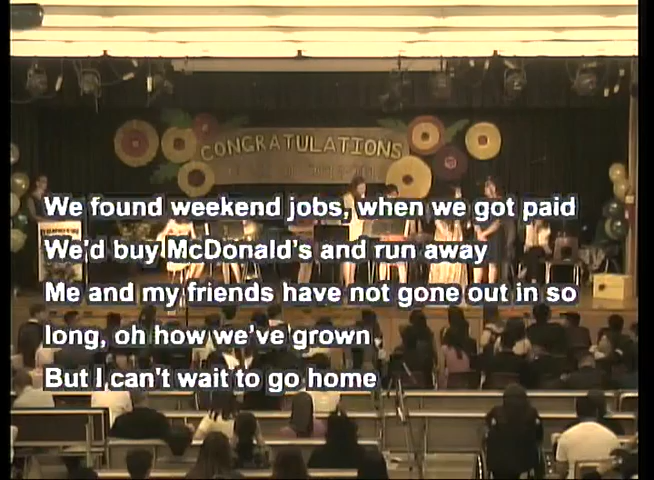 CONGRATULATIONS
We found weekend jobs, when we got paid
We'd buy McDonald's and run away
Me and my friends have not gone out in so
long, oh how we've grown
But I can't wait to go home